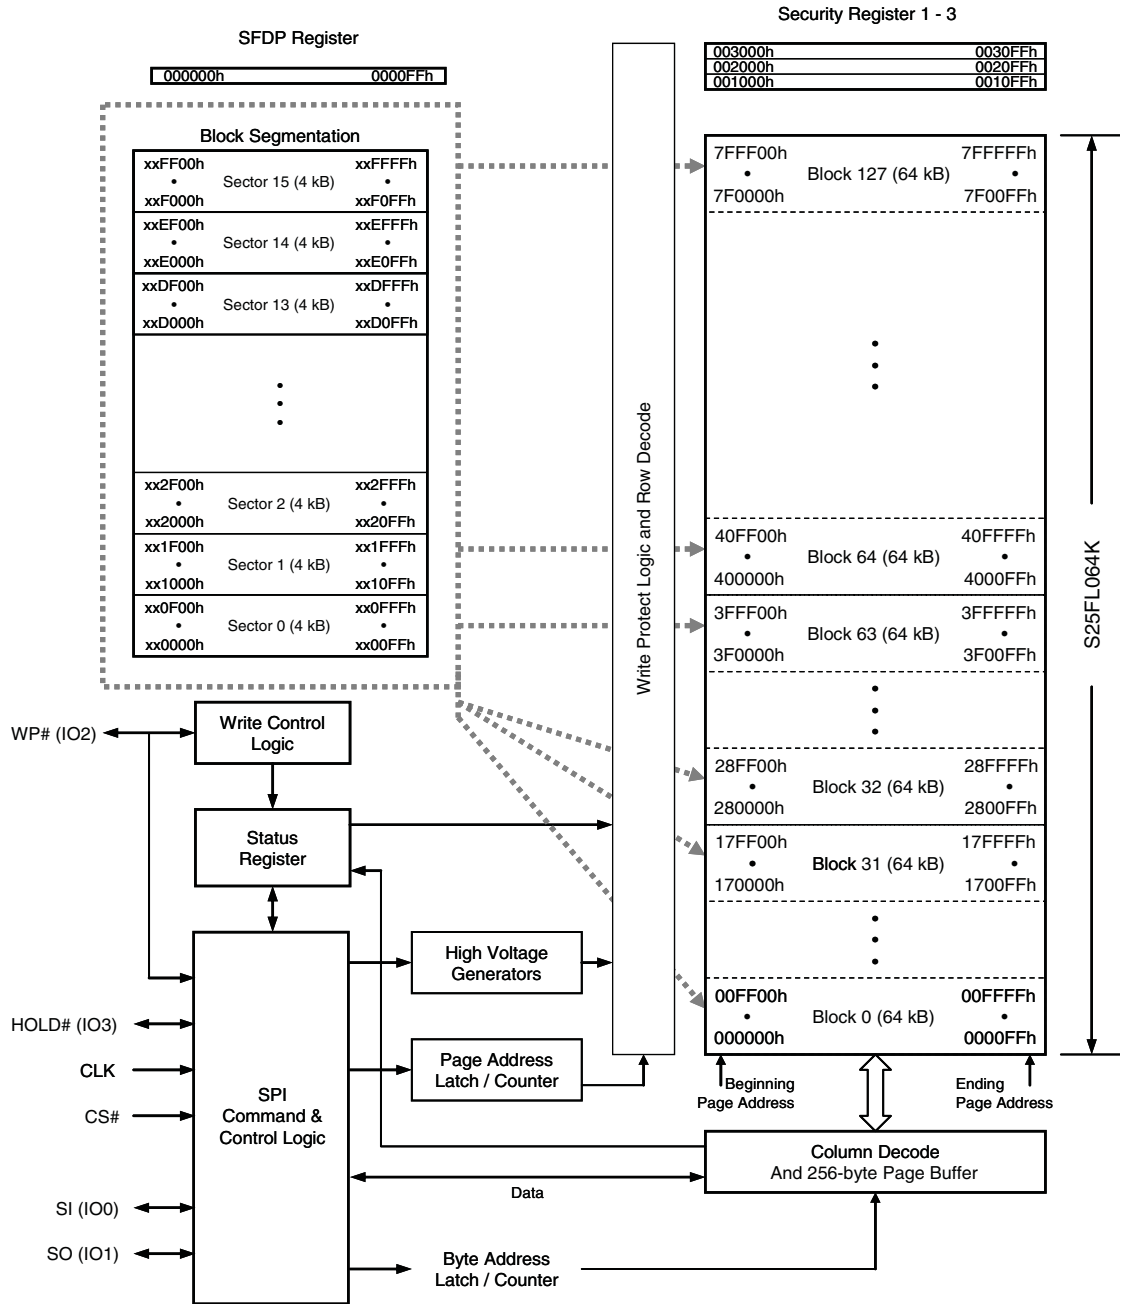 Security Register 1 - 3
SFDP Register
003000h 0030FFh
002000h 0020FFh
001000h 0010FFh
000000h 0000FFh
Block Segmentation
xxFF00h xxFFFFh
Sector 15 (4 kB)
xxF000h xxF0FFh
xxEF00h xxEFFFh
Sector 14 (4 kB)
xxE000h xxE0FFh
xxDF00h xxDFFFh
Sector 13 (4 kB)
xxD000h xxD0FFh
xx2F00h xx2FFFh
Sector 2 (4 kB)
xx2000h xx20FFh
xx1F00h xx1FFFh
Sector 1 (4 kB)
xx1000h xx10FFh
xx0F00h xx0FFFh
Sector 0 (4 kB)
xx0000h xx00FFh
Write Protect Logic and Row Decode
7FFF00h 7FFFFFh
Block 127 (64 kB)
7F0000h 7F00FFh
40FF00h 40FFFFh
Block 64 (64 kB)
400000h 4000FFh
3FFF00h 3FFFFFh
Block 63 (64 kB)
3F0000h 3F00FFh
28FF00h 28FFFFh
Block 32 (64 kB)
280000h 2800FFh
17FF00h 17FFFFh
Block 31 (64 kB)
170000h 1700FFh
00FF00h 00FFFFh
Block 0 (64 kB)
000000h 0000FFh
S25FL064K
Beginning
Page Address
Ending
Page Address
WP# (IO2)
Write Control
Logic
Status
Register
High Voltage
Generators
HOLD# (IO3)
CLK
CS#
Page Address
Latch / Counter
SPI
Command &
Control Logic
Column Decode
And 256-byte Page Buffer
Data
SI (IO0)
SO (IO1)
Byte Address
Latch / Counter